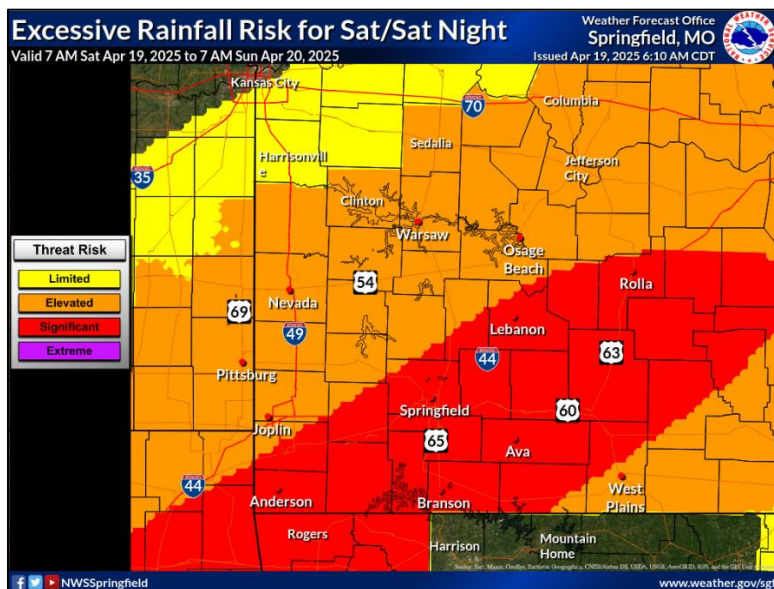 Excessive Rainfall Risk for Sat/Sat Night
Valid 7 AM Sat Apr 19, 2025 to 7 AM Sun Apr 20, 2025
Weather Forecast Office
Springfield, MO
Issued Apr 19, 2025 6:10 AM CDT
Kansas City
70
Columbia
Harrisonvill
e
Sedalia
Jefferson
City
35
Clinton
Warsaw
Osage
Beach
Threat Risk
Limited
Elevated
Significant
Extreme
69
Nevada
54
Rolla
49
Lebanon
44
63
Pittsburg
Springfield
60
Joplin
65
Ava
44
Anderson
Branson
West
Plains
Rogers
Harrison
Mountain
Home
NWSSpringfield